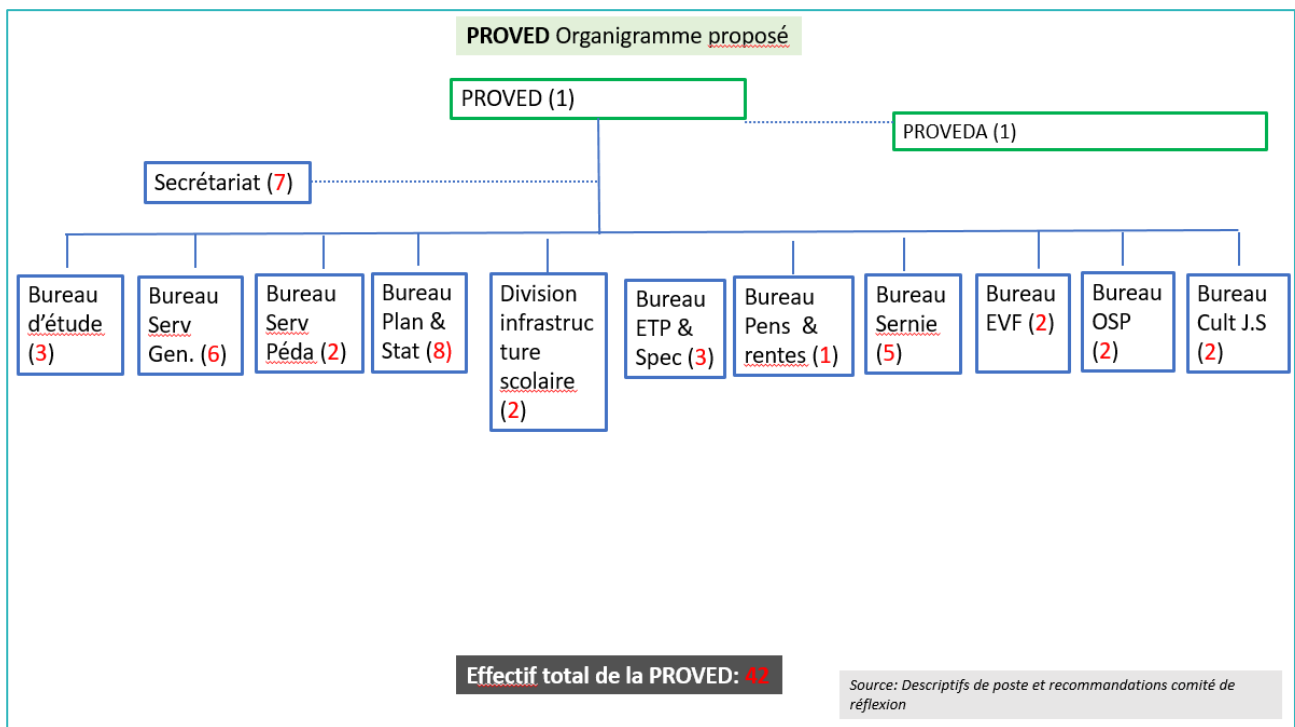 PROVED Organigramme proposé
PROVED (1)
PROVEDA (1)
Secrétariat (7)
Bureau
d'étude
(3)
Bureau
Serv
Gen. (6)
Bureau
Serv
Péda (2)
Bureau
Plan &
Stat (8)
Division
infrastruc
ture
scolaire
(2)
Bureau
ETP &
Spec (3)
Bureau
Pens &
rentes (1)
Bureau
Sernie
(5)
Bureau
EVF (2)
Bureau
OSP
(2)
Bureau
Cult J.S
(2)
Effectif total de la PROVED: 42
Source: Descriptifs de poste et recommandations comité de
réflexion